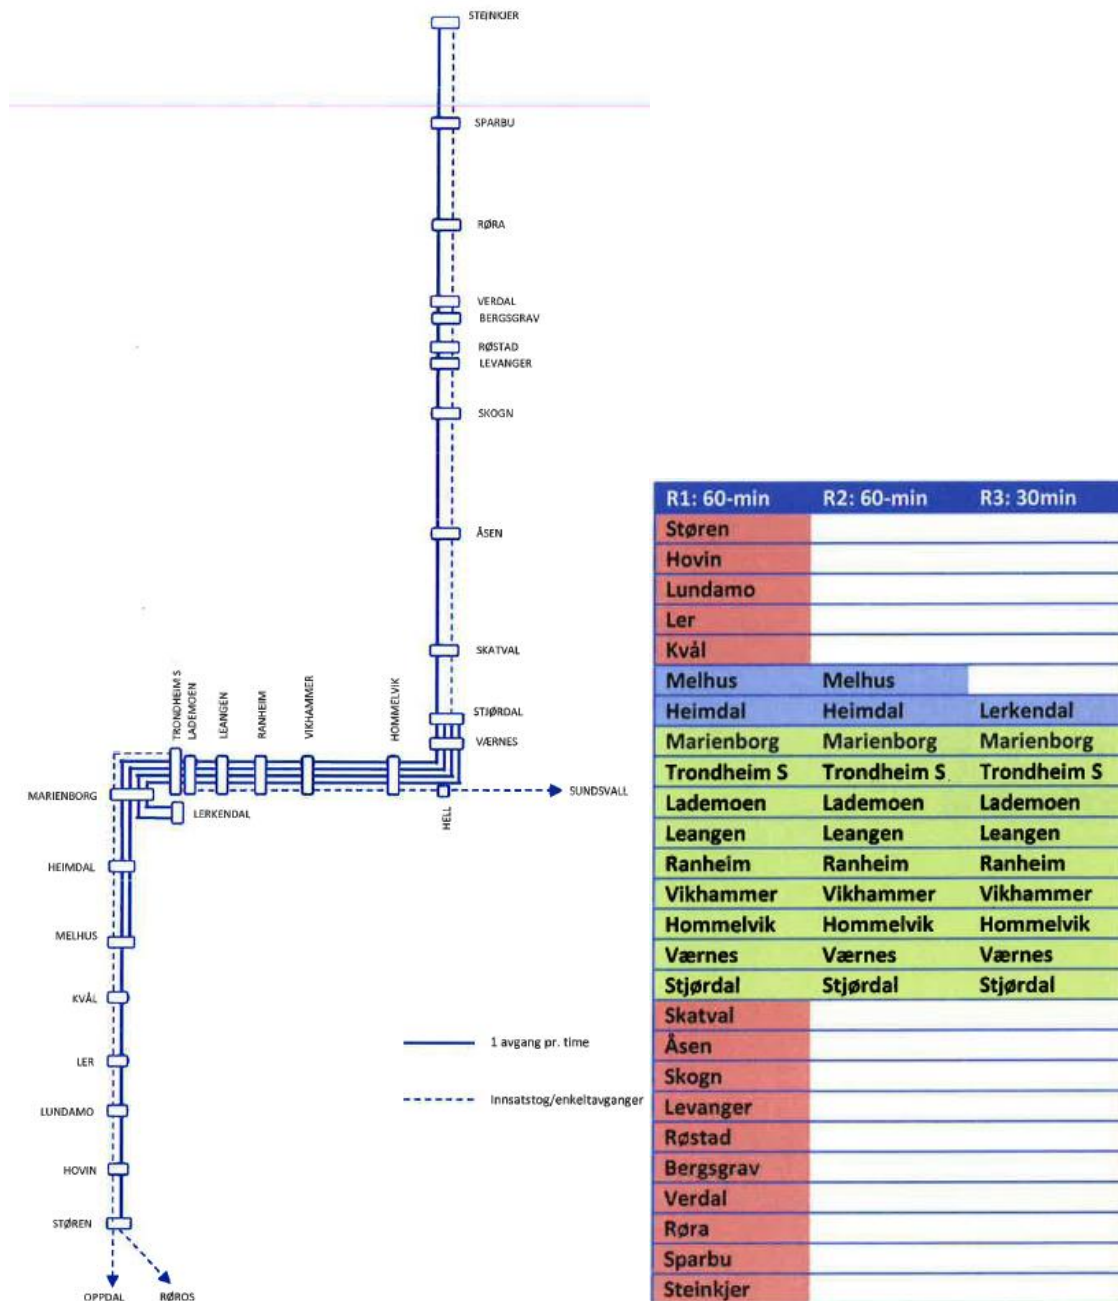 STEINKJER
SPARBU
RØRA
VERDAL
BERGSGRAV
RØSTAD
LEVANGER
SKOGN
ÅSEN
SKATVAL
STJØRDAL
VÆRNES
TRONDHEIM S
LADEMOEN
LEANGEN
RANHEIM
VIKHAMMER
HOMMELVIK
HELL
SUNDSVALL
MARIENBORG
LERKENDAL
HEIMDAL
MELHUS
KVÅL
LER
LUNDAMO
HOVIN
STØREN
OPPDAL
RØROS
1 avgang pr. time
Innsatstog/enkeltavganger
R1: 60-min R2: 60-min R3: 30min
Støren
Hovin
Lundamo
Ler
Kvål
Melhus Melhus
Heimdal Heimdal Lerkendal
Marienborg Marienborg Marienborg
Trondheim S Trondheim S Trondheim S
Lademoen Lademoen Lademoen
Leangen Leangen Leangen
Ranheim Ranheim Ranheim
Vikhammer Vikhammer Vikhammer
Hommelvik Hommelvik Hommelvik
Værnes Værnes Værnes
Stjørdal Stjørdal Stjørdal
Skatval
Åsen
Skogn
Levanger
Røstad
Bergsgrav
Verdal
Røra
Sparbu
Steinkjer